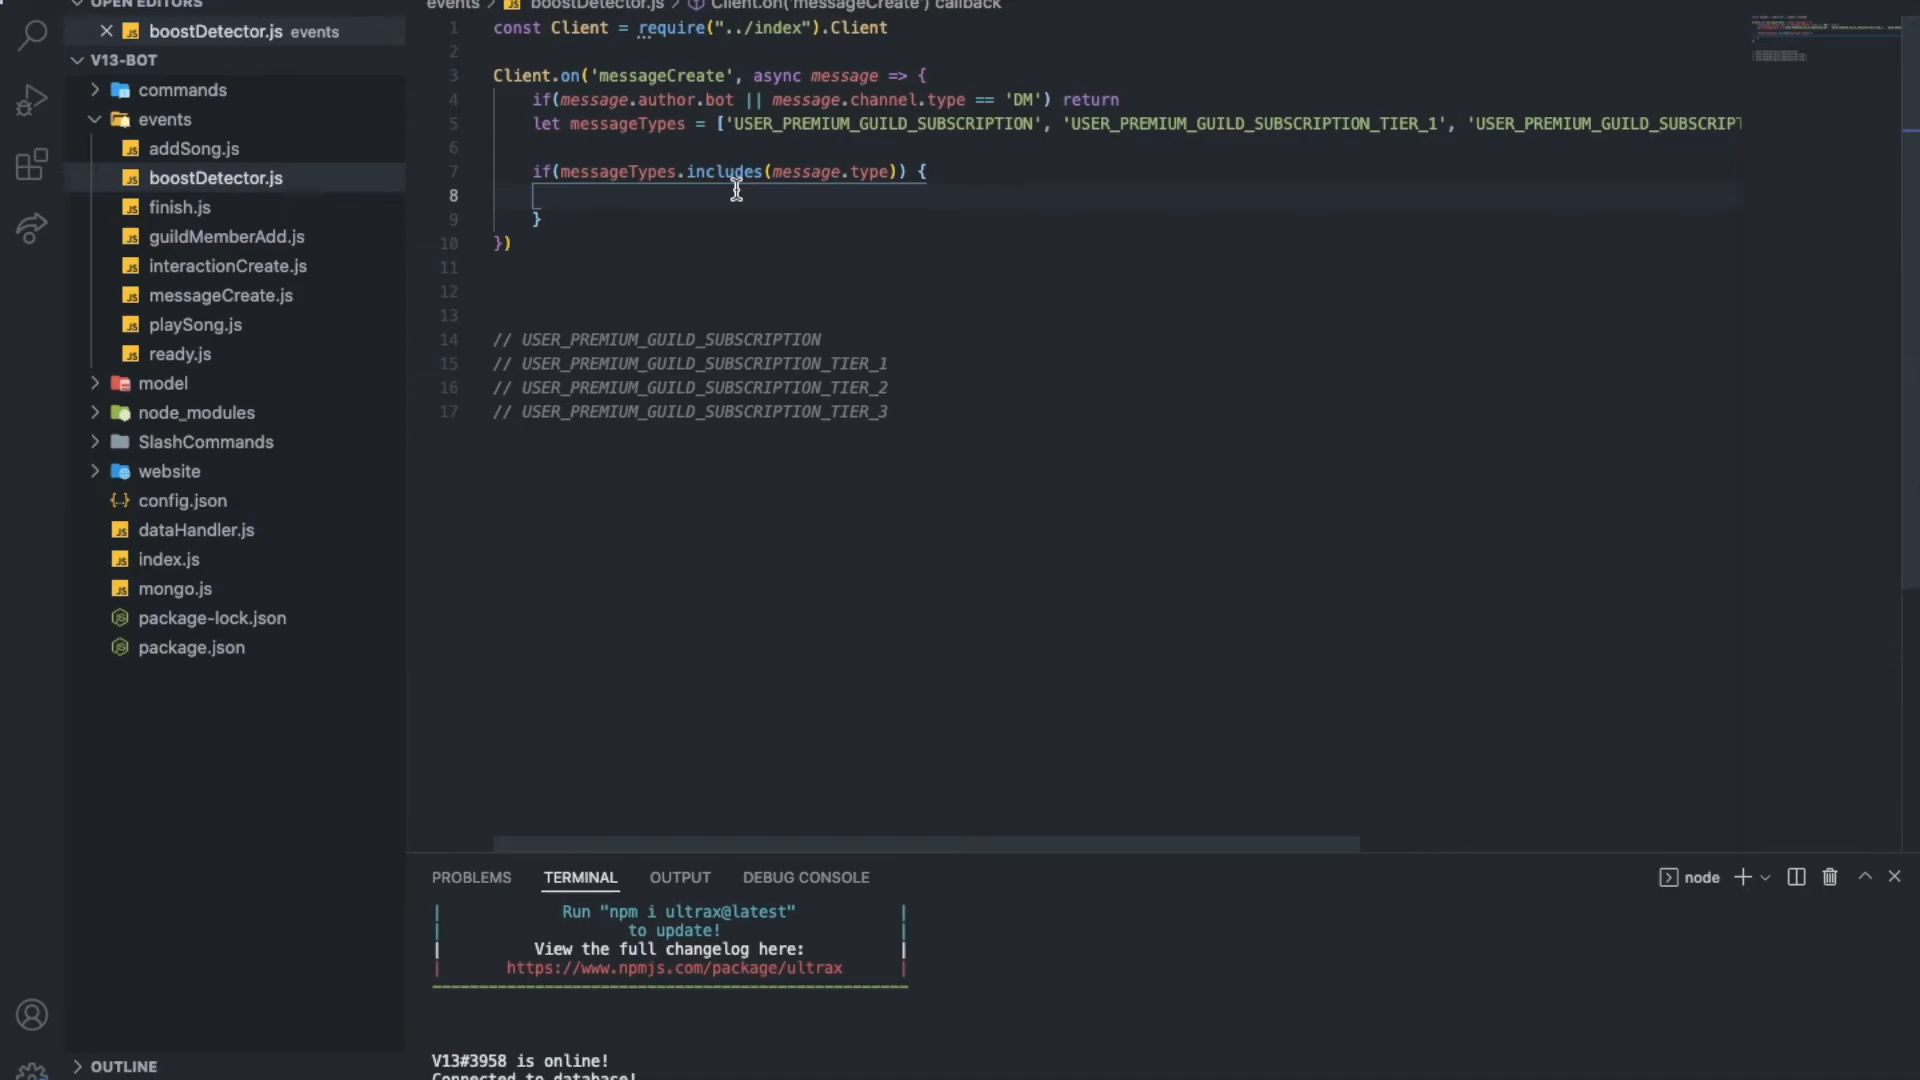 OPEN EDITORS
boostDetector.js events
V13-BOT
commands
events
addSong.js
boostDetector.js
finish.js
guildMemberAdd.js
interactionCreate.js
messageCreate.js
playSong.js
ready.js
model
node_modules
SlashCommands
website
config.json
dataHandler.js
index.js
mongo.js
package-lock.json
package.json
OUTLINE
events > boostDetector.js > Client.on('messageCreate') callback
1 const Client = require("../index").Client
2
3 Client.on('messageCreate', async message => {
4 if(message.author.bot || message.channel.type == 'DM') return
5 let messageTypes = ['USER_PREMIUM_GUILD_SUBSCRIPTION', 'USER_PREMIUM_GUILD_SUBSCRIPTION_TIER_1', 'USER_PREMIUM_GUILD_SUBSCRIPT
6
7 if(messageTypes.includes(message.type)) {
8
9 }
10 })
11
12
13
14 // USER_PREMIUM_GUILD_SUBSCRIPTION
15 // USER_PREMIUM_GUILD_SUBSCRIPTION_TIER_1
16 // USER_PREMIUM_GUILD_SUBSCRIPTION_TIER_2
17 // USER_PREMIUM_GUILD_SUBSCRIPTION_TIER_3
PROBLEMS TERMINAL OUTPUT DEBUG CONSOLE node
| Run "npm i ultrax@latest" |
| to update! |
| View the full changelog here: |
| https://www.npmjs.com/package/ultrax |
V13#3958 is online!
Connected to database!